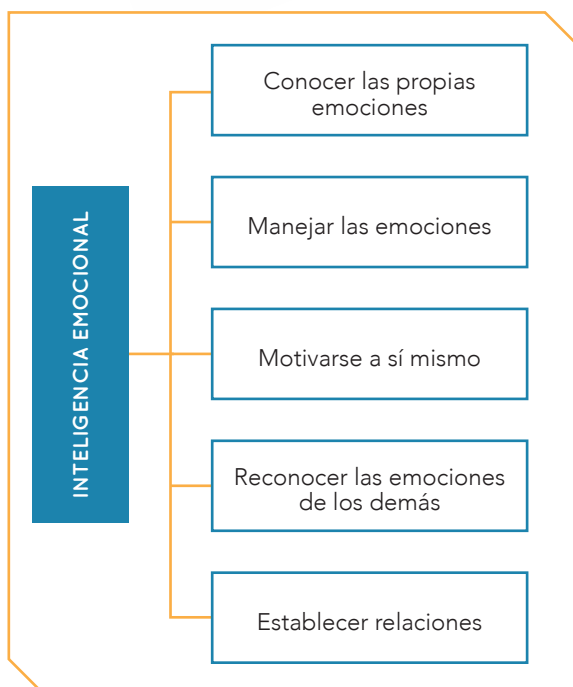 INTELIGENCIA EMOCIONAL
Conocer las propias
emociones
Manejar las emociones
Motivarse a sí mismo
Reconocer las emociones
de los demás
Establecer relaciones